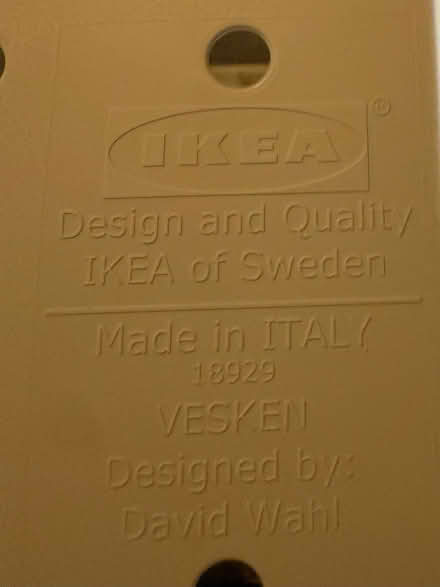 IKEA®
Design and Quality
IKEA of Sweden
Made in ITALY
18929
VESKEN
Designed by:
David Wahl